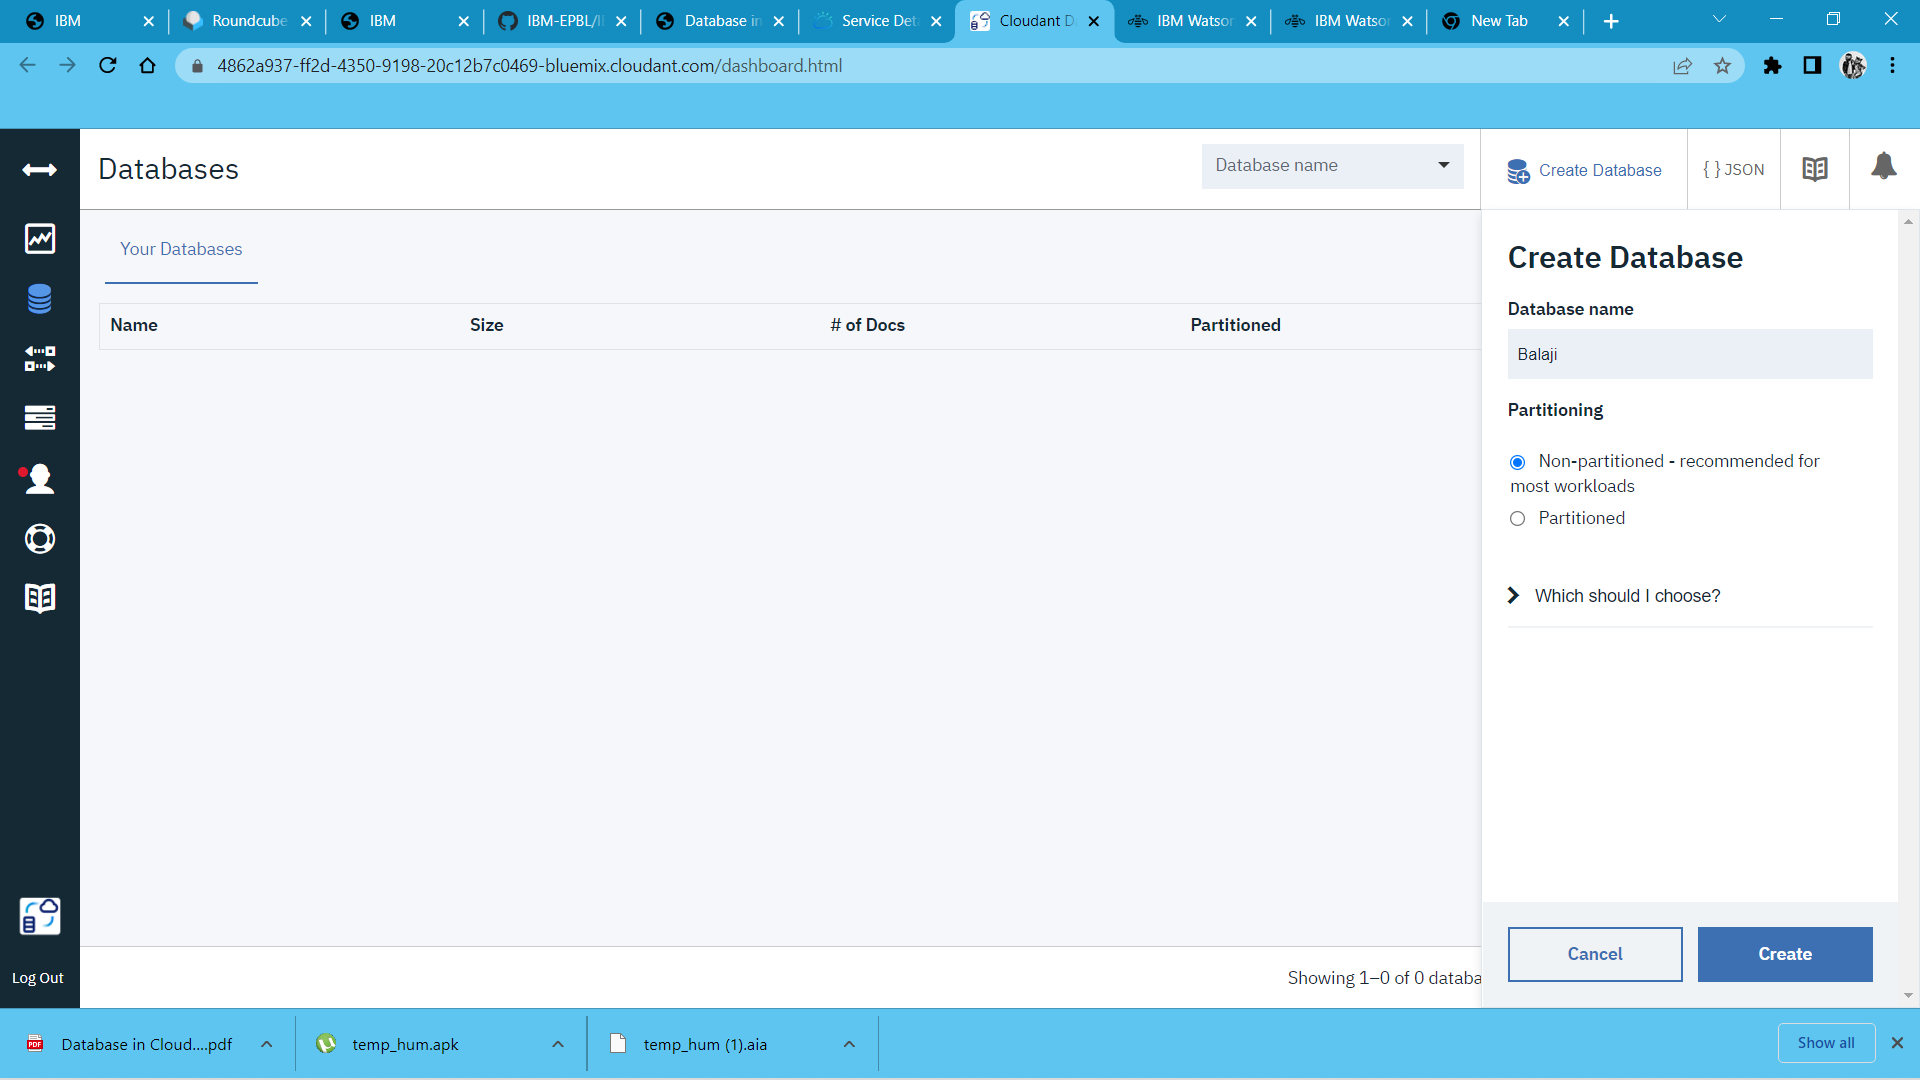 IBM
Roundcube
IBM
IBM-EPBL/I
Database in
Service Det
Cloudant D
IBM Watson
IBM Watson
New Tab
4862a937-ff2d-4350-9198-20c12b7c0469-bluemix.cloudant.com/dashboard.html
Databases
Database name
Create Database
{ } JSON
Your Databases
Name Size # of Docs Partitioned
Create Database
Database name
Balaji
Partitioning
Non-partitioned - recommended for
most workloads
Partitioned
Which should I choose?
Cancel
Create
Log Out
Showing 1–0 of 0 databa
PDF
Database in Cloud....pdf
temp_hum.apk
temp_hum (1).aia
Show all